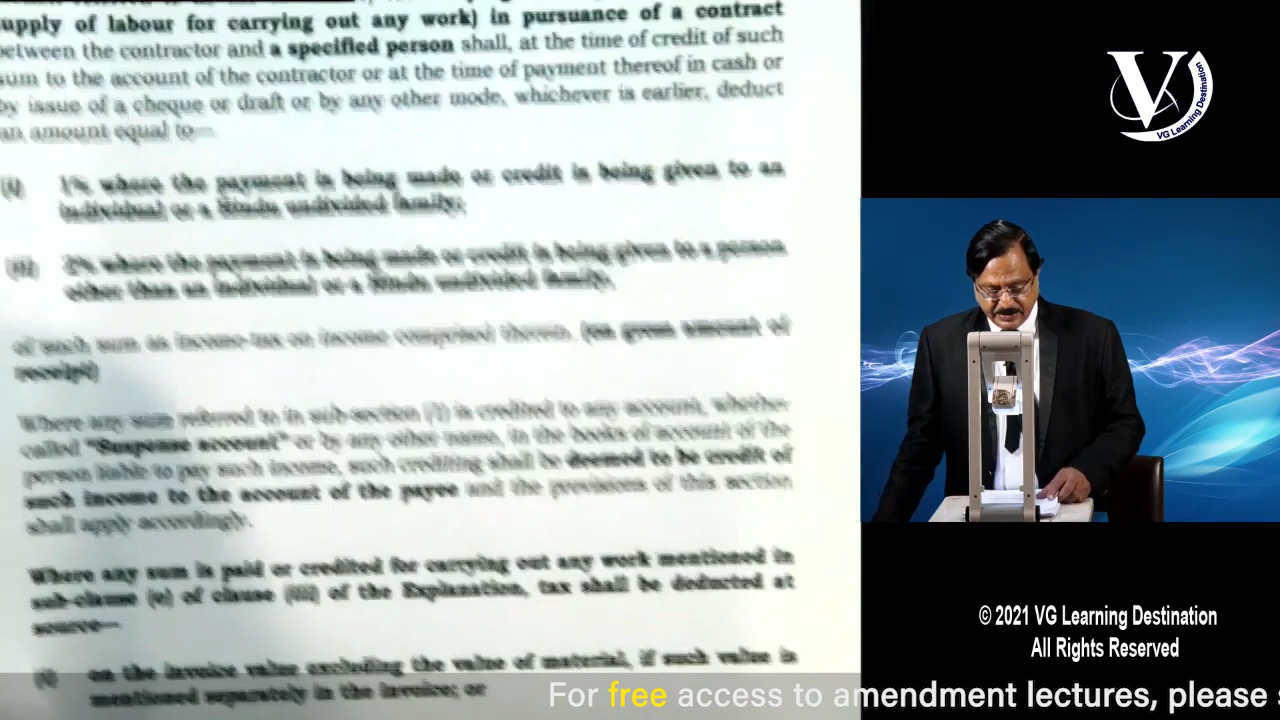 supply of labour for carrying out any work) in pursuance of a contract
between the contractor and a specified person shall, at the time of credit of such
sum to the account of the contractor or at the time of payment thereof in cash or
by issue of a cheque or draft or by any other mode, whichever is earlier, deduct
an amount equal to—
(i) 1% where the payment is being made or credit is being given to an
individual or a Hindu undivided family;
(ii) 2% where the payment is being made or credit is being given to a person
other than an individual or a Hindu undivided family,
of such sum as income-tax on income comprised therein. (on gross amount of
receipt)
Where any sum referred to in sub-section (1) is credited to any account, whether
called "Suspense account" or by any other name, in the books of account of the
person liable to pay such income, such crediting shall be deemed to be credit of
such income to the account of the payee and the provisions of this section
shall apply accordingly.
Where any sum is paid or credited for carrying out any work mentioned in
sub-clause (e) of clause (iii) of the Explanation, tax shall be deducted at
source—
(i) on the invoice value excluding the value of material, if such value is
mentioned separately in the invoice; or
V
VG Learning Destination
© 2021 VG Learning Destination
All Rights Reserved
For free access to amendment lectures, please